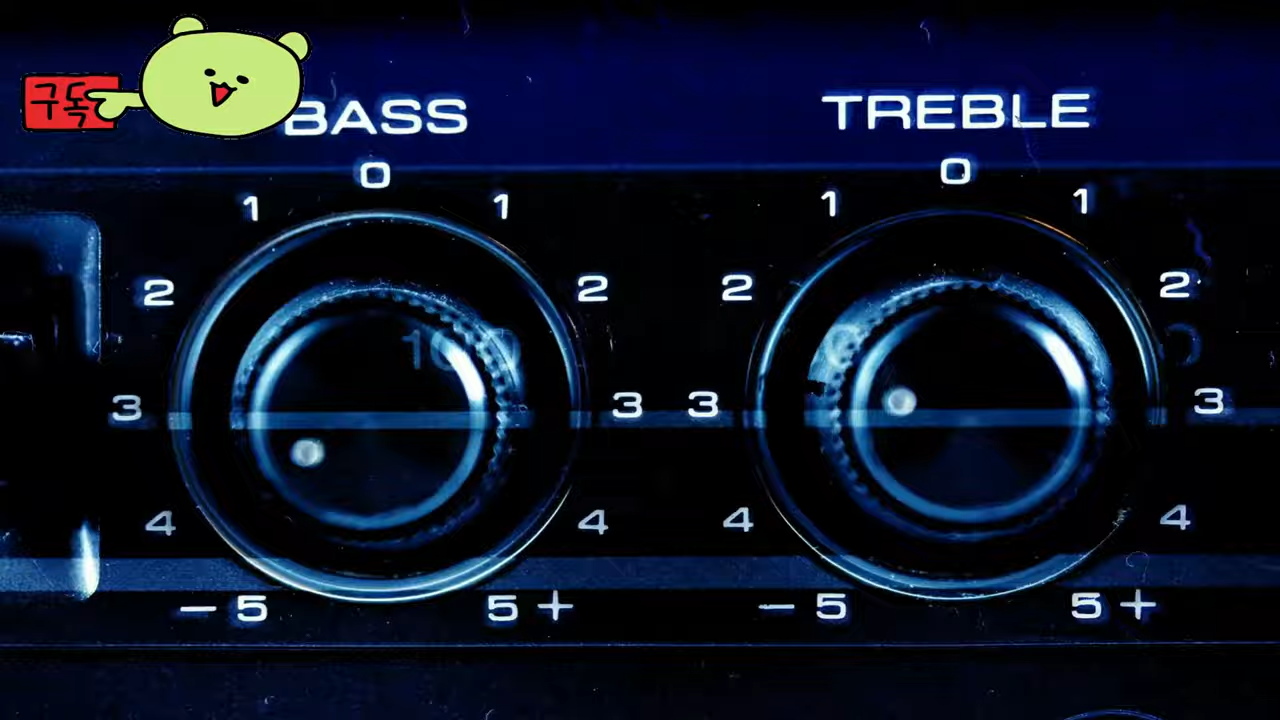 구독
BASS
TREBLE
0
0
1 1 1 1
2 2 2 2
3 3 3 3
4 4 4 4
− 5 5 + − 5 5 +